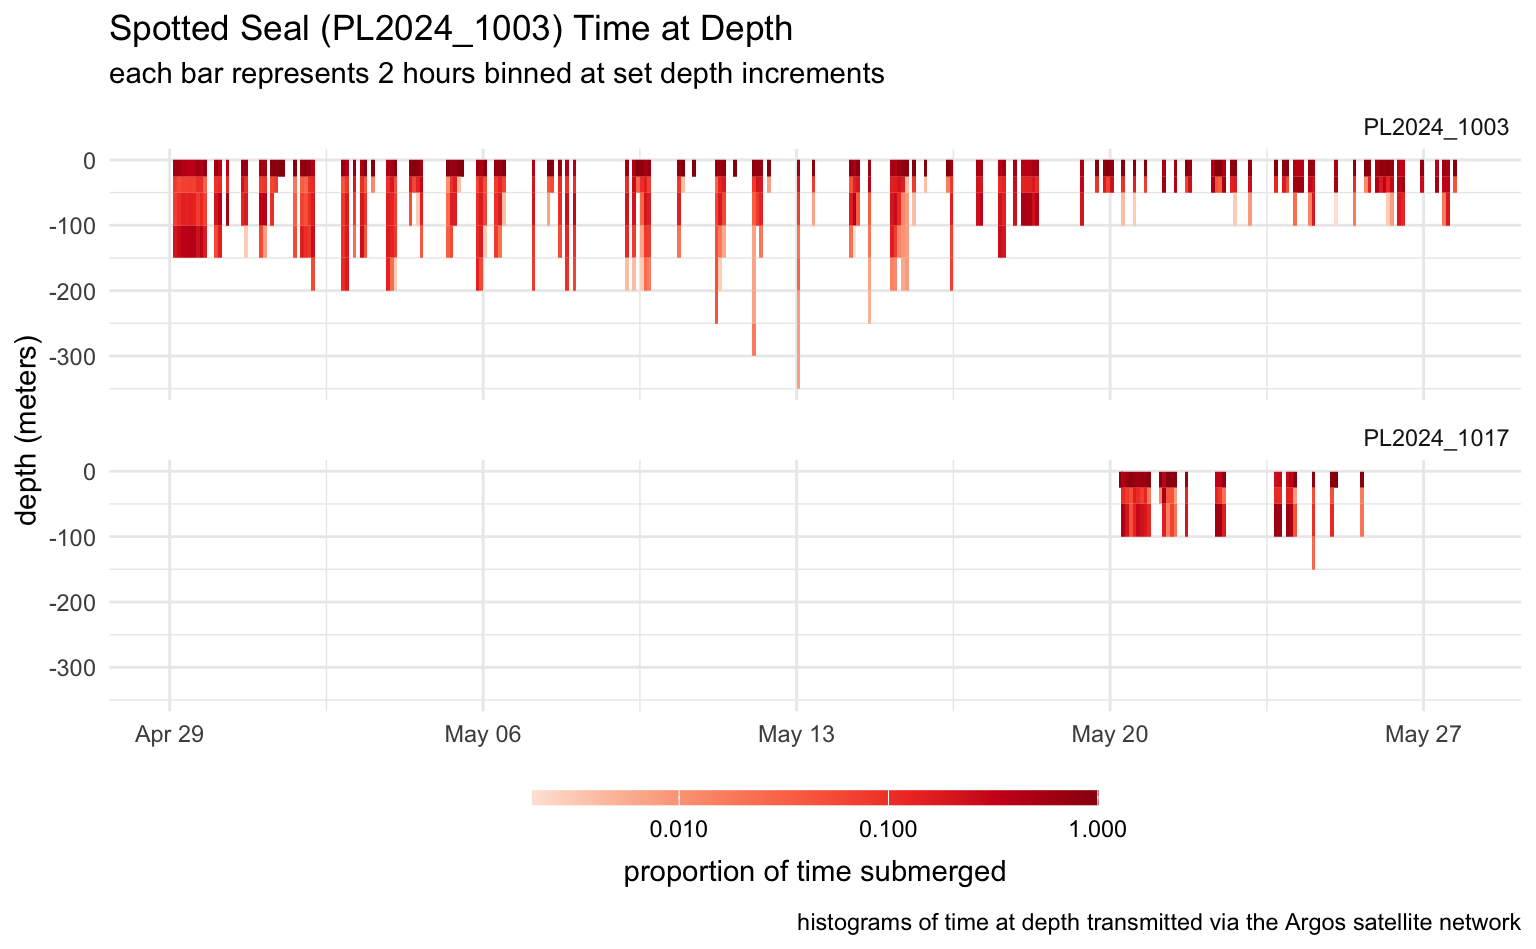 Spotted Seal (PL2024_1003) Time at Depth
each bar represents 2 hours binned at set depth increments
PL2024_1003
0
-100
-200
-300
depth (meters)
PL2024_1017
0
-100
-200
-300
Apr 29 May 06 May 13 May 20 May 27
0.010 0.100 1.000
proportion of time submerged
histograms of time at depth transmitted via the Argos satellite network